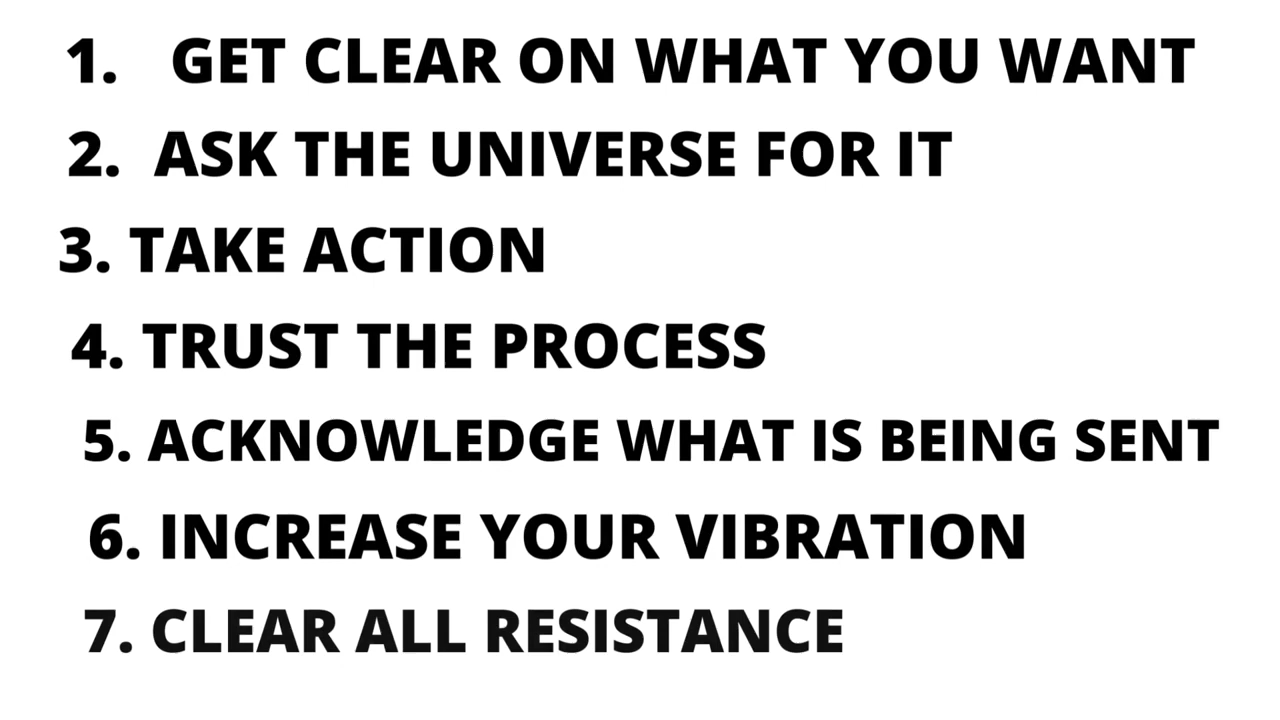 1. GET CLEAR ON WHAT YOU WANT
2. ASK THE UNIVERSE FOR IT
3. TAKE ACTION
4. TRUST THE PROCESS
5. ACKNOWLEDGE WHAT IS BEING SENT
6. INCREASE YOUR VIBRATION
7. CLEAR ALL RESISTANCE